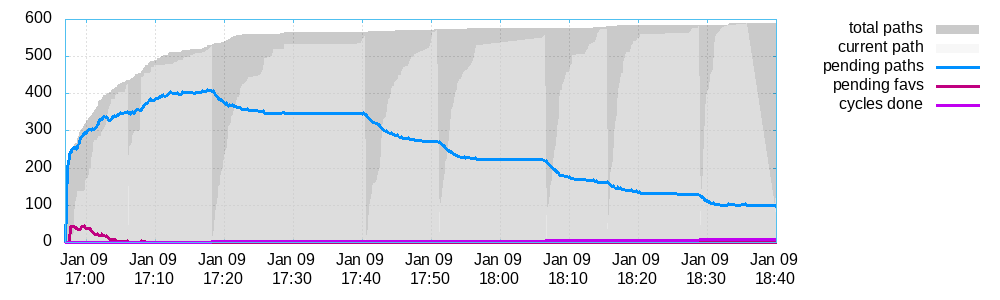 600
500
400
300
200
100
0
Jan 09 Jan 09 Jan 09 Jan 09 Jan 09 Jan 09 Jan 09 Jan 09 Jan 09 Jan 09 Jan 09
17:00 17:10 17:20 17:30 17:40 17:50 18:00 18:10 18:20 18:30 18:40
total paths
current path
pending paths
pending favs
cycles done